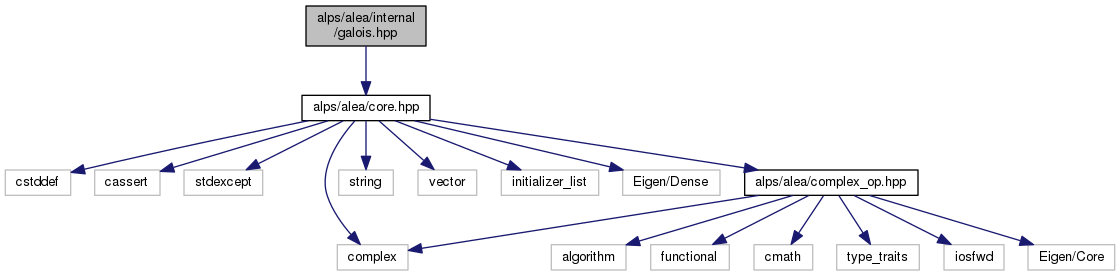 alps/alea/internal
/galois.hpp
alps/alea/core.hpp
cstddef
cassert
stdexcept
string
vector
initializer_list
Eigen/Dense
alps/alea/complex_op.hpp
complex
algorithm
functional
cmath
type_traits
iosfwd
Eigen/Core